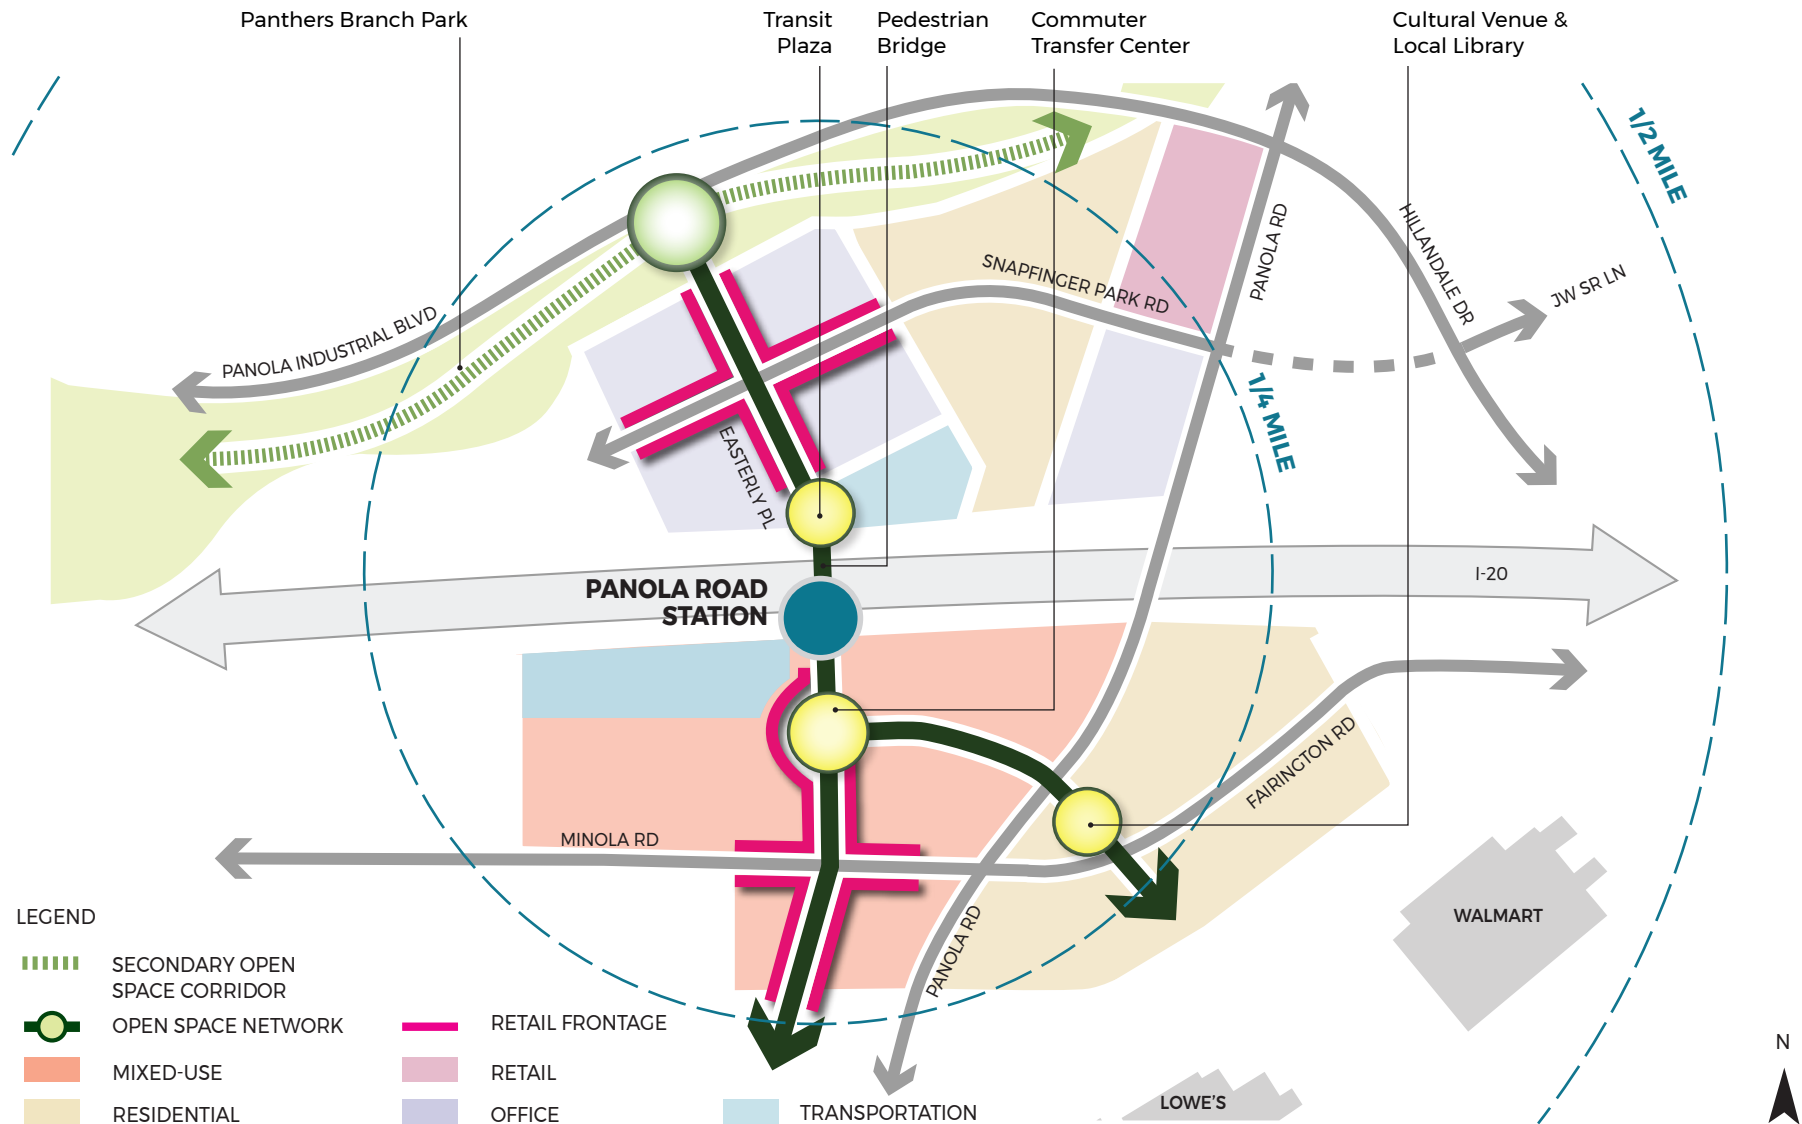 Panthers Branch Park
Transit
Plaza
Pedestrian
Bridge
Commuter
Transfer Center
Cultural Venue &
Local Library
1/2 MILE
PANOLA RD
HILLANDALE DR
JW SR LN
SNAPFINGER PARK RD
PANOLA INDUSTRIAL BLVD
1/4 MILE
EASTERLY PL
I-20
PANOLA ROAD
STATION
FAIRINGTON RD
MINOLA RD
PANOLA RD
WALMART
LOWE'S
N
LEGEND
SECONDARY OPEN
SPACE CORRIDOR
OPEN SPACE NETWORK
MIXED-USE
RESIDENTIAL
RETAIL FRONTAGE
RETAIL
OFFICE
TRANSPORTATION